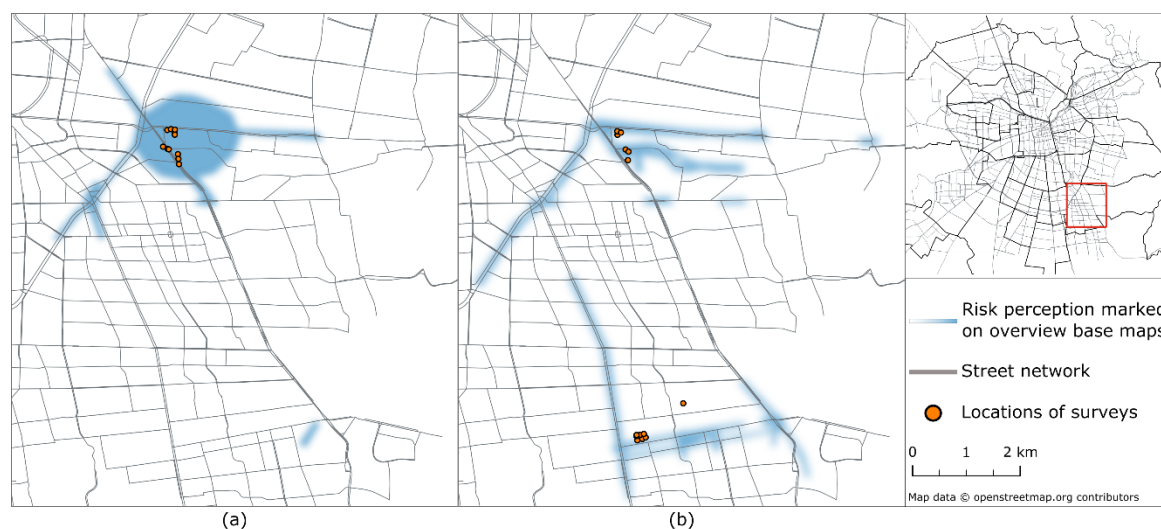 Risk perception marked
on overview base maps
Street network
Locations of surveys
0 1 2 km
Map data © openstreetmap.org contributors
(a)
(b)